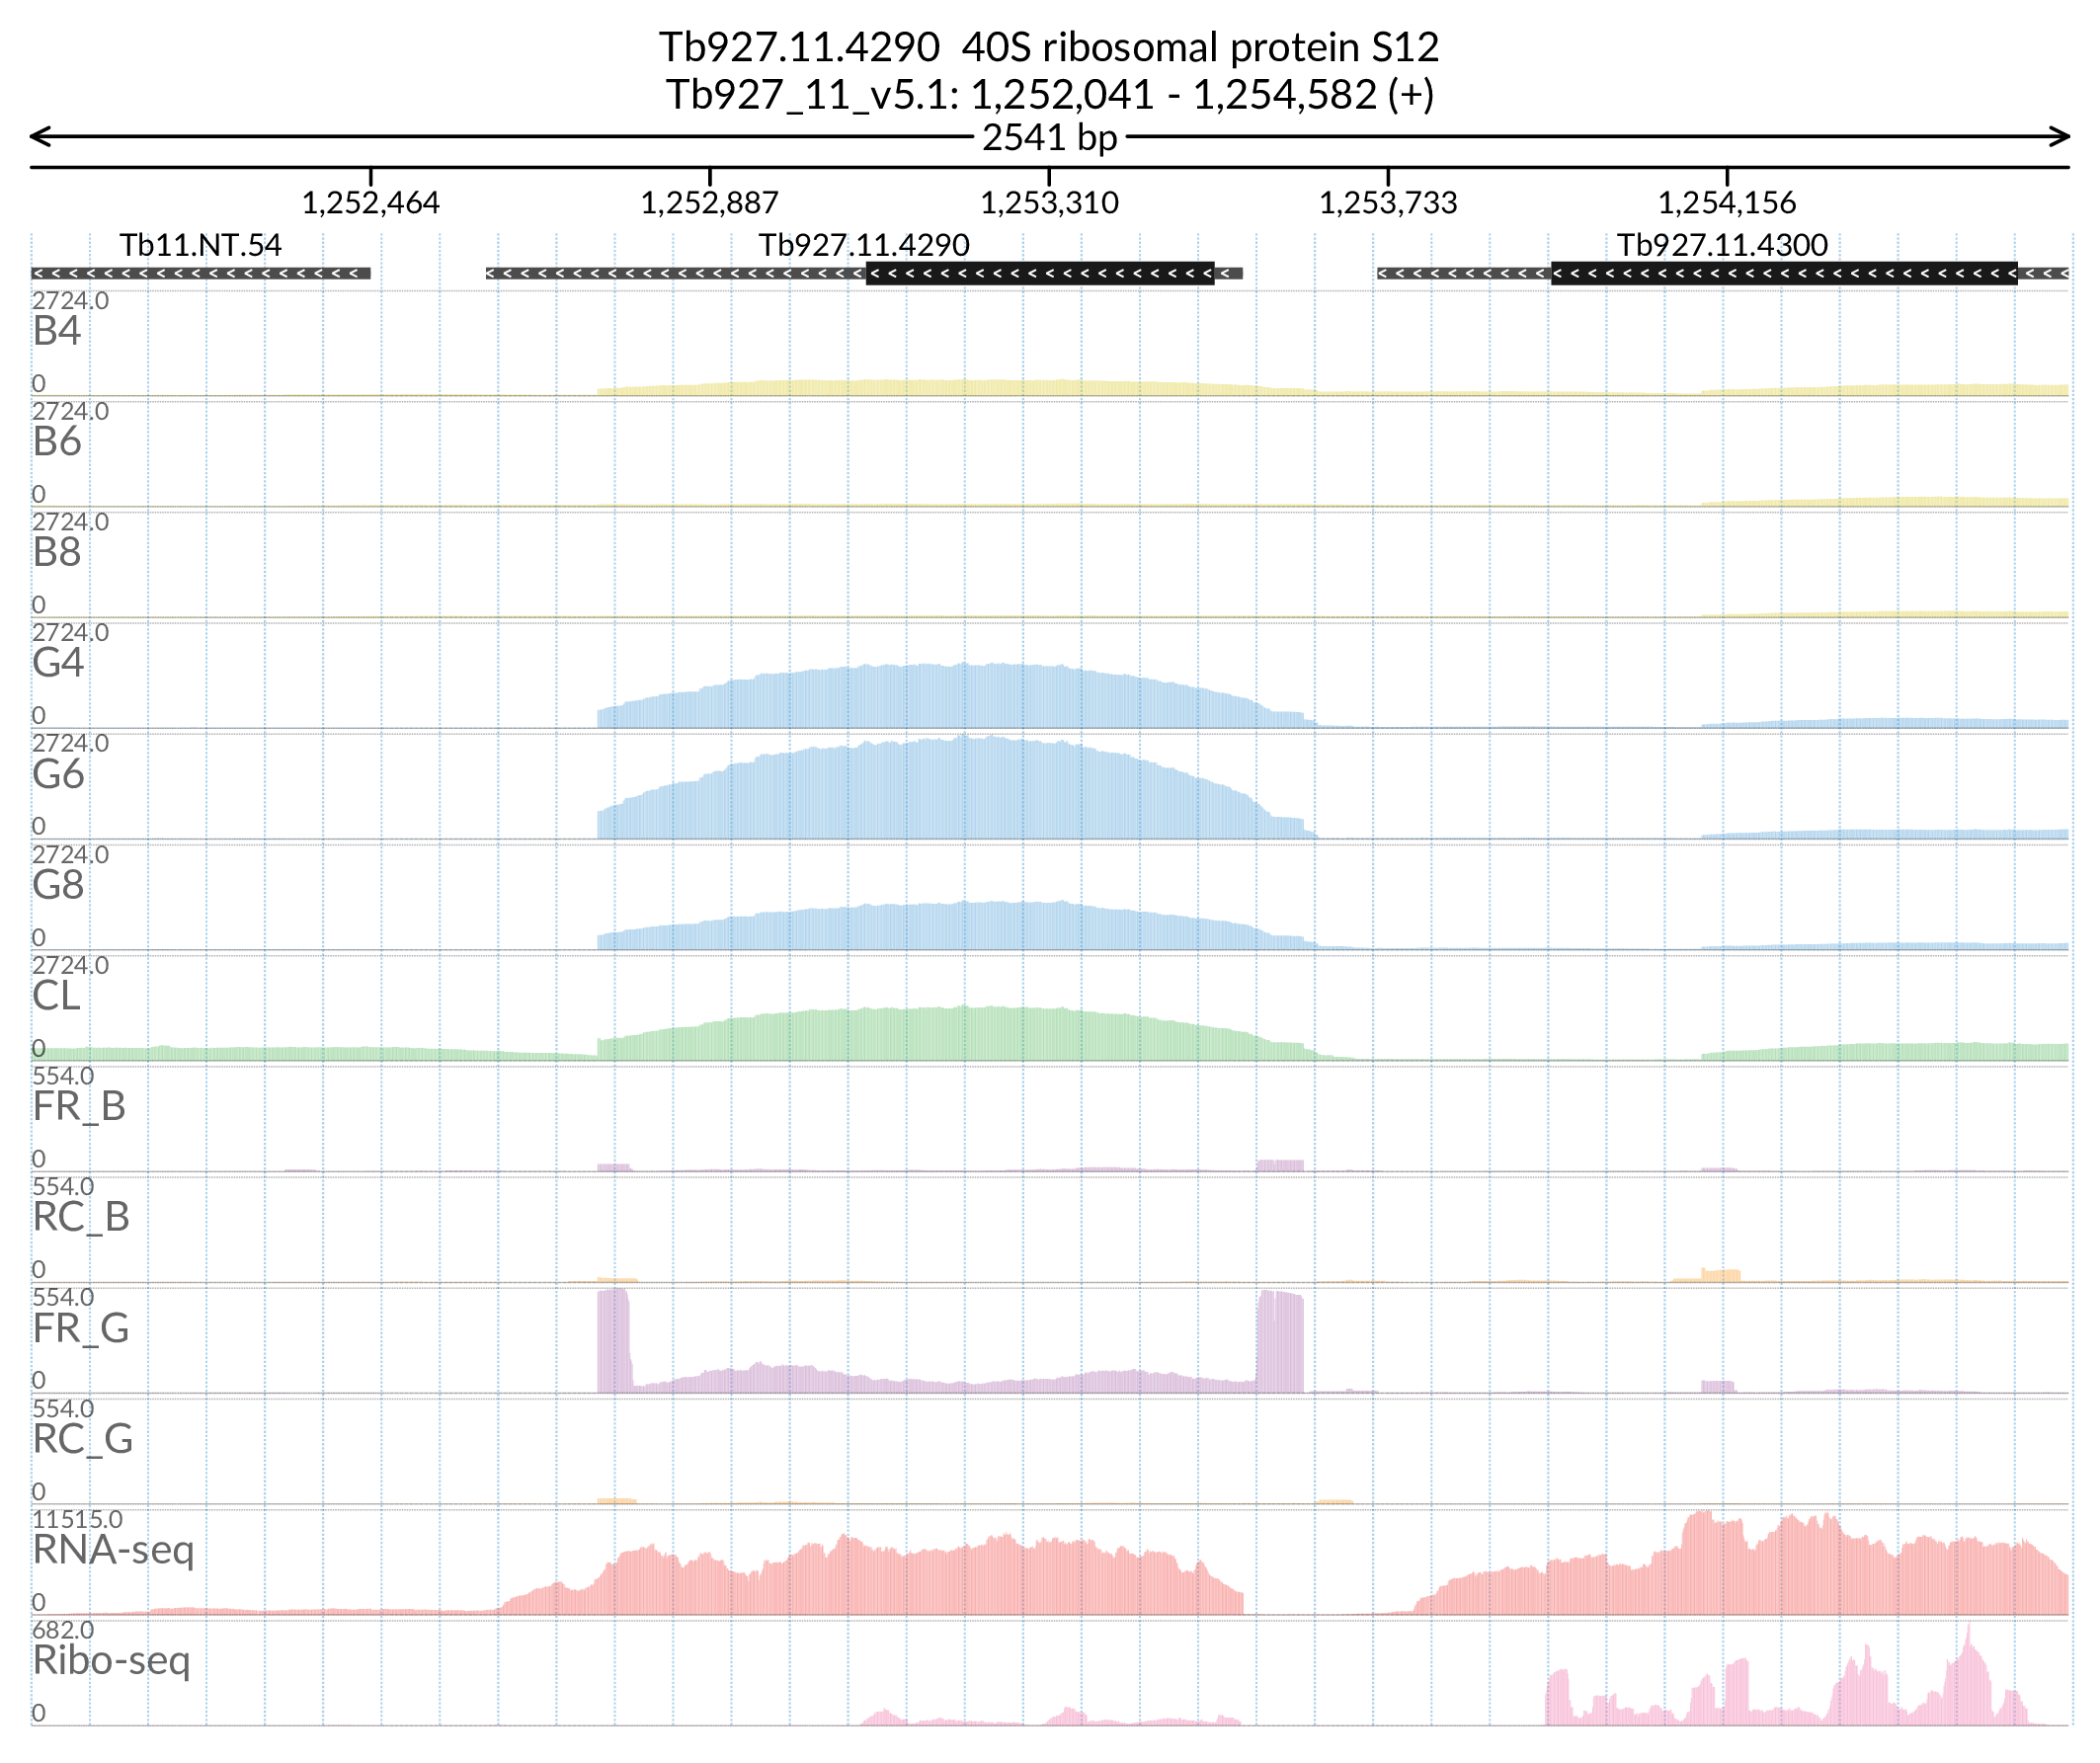 Tb927.11.4290  40S ribosomal protein S12
Tb927_11_v5.1: 1,252,041 - 1,254,582 (+)
2541 bp
1,252,464 1,252,887 1,253,310 1,253,733 1,254,156
Tb11.NT.54 Tb927.11.4290 Tb927.11.4300
2724.0
B4
0
2724.0
B6
0
2724.0
B8
0
2724.0
G4
0
2724.0
G6
0
2724.0
G8
0
2724.0
CL
0
554.0
FR_B
0
554.0
RC_B
0
554.0
FR_G
0
554.0
RC_G
0
11515.0
RNA-seq
0
682.0
Ribo-seq
0